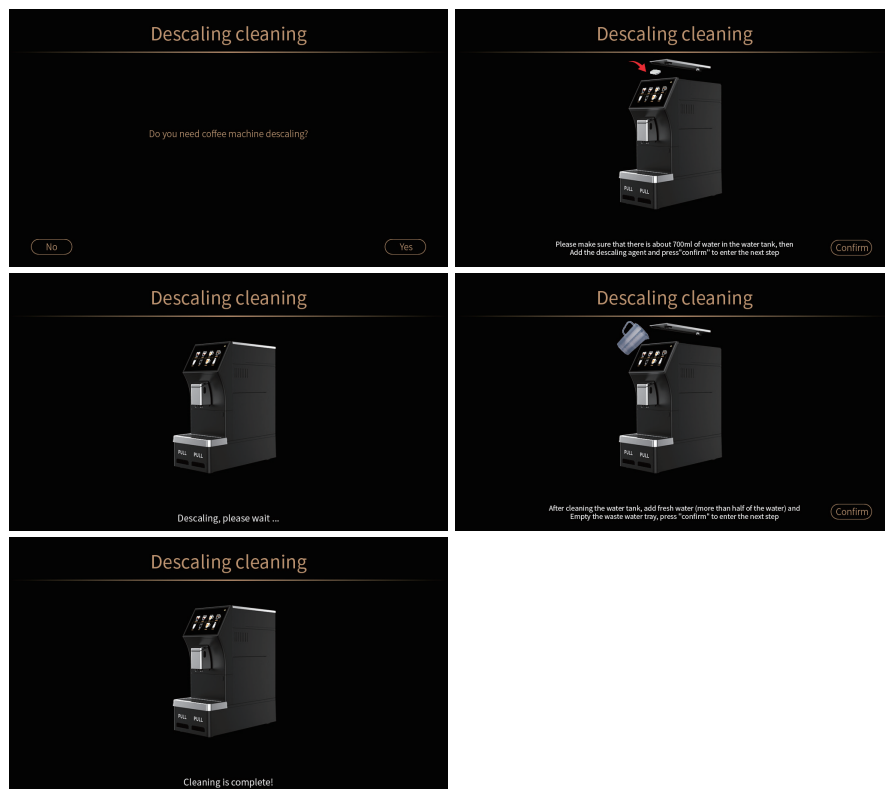 Descaling cleaning
Do you need coffee machine descaling?
No
Yes
Descaling cleaning
PULL PULL
Please make sure that there is about 700ml of water in the water tank, then
Add the descaling agent and press"confirm" to enter the next step
Confirm
Descaling cleaning
PULL PULL
Descaling, please wait ...
Descaling cleaning
PULL PULL
After cleaning the water tank, add fresh water (more than half of the water) and
Empty the waste water tray, press "confirm" to enter the next step
Confirm
Descaling cleaning
PULL PULL
Cleaning is complete!